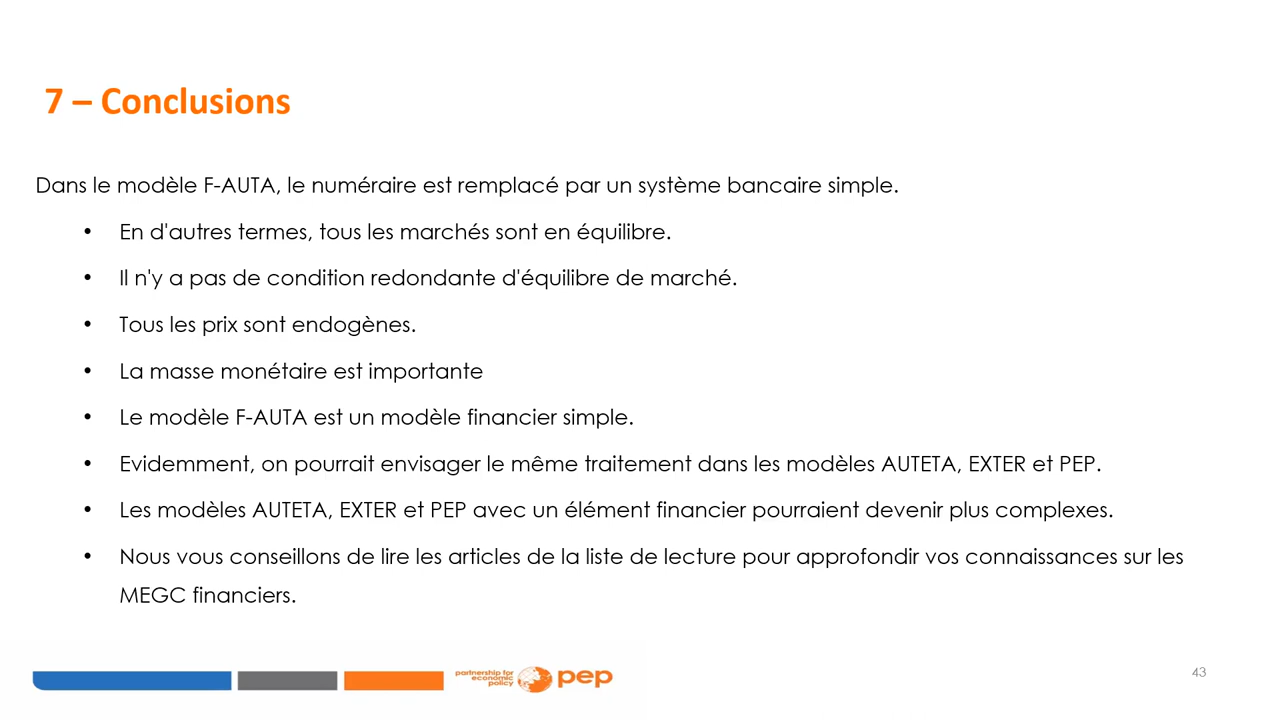 7 – Conclusions
Dans le modèle F-AUTA, le numéraire est remplacé par un système bancaire simple.
• En d'autres termes, tous les marchés sont en équilibre.
• Il n'y a pas de condition redondante d'équilibre de marché.
• Tous les prix sont endogènes.
• La masse monétaire est importante
• Le modèle F-AUTA est un modèle financier simple.
• Evidemment, on pourrait envisager le même traitement dans les modèles AUTETA, EXTER et PEP.
• Les modèles AUTETA, EXTER et PEP avec un élément financier pourraient devenir plus complexes.
• Nous vous conseillons de lire les articles de la liste de lecture pour approfondir vos connaissances sur les
MEGC financiers.
partnership for
economic
policy
pep
43